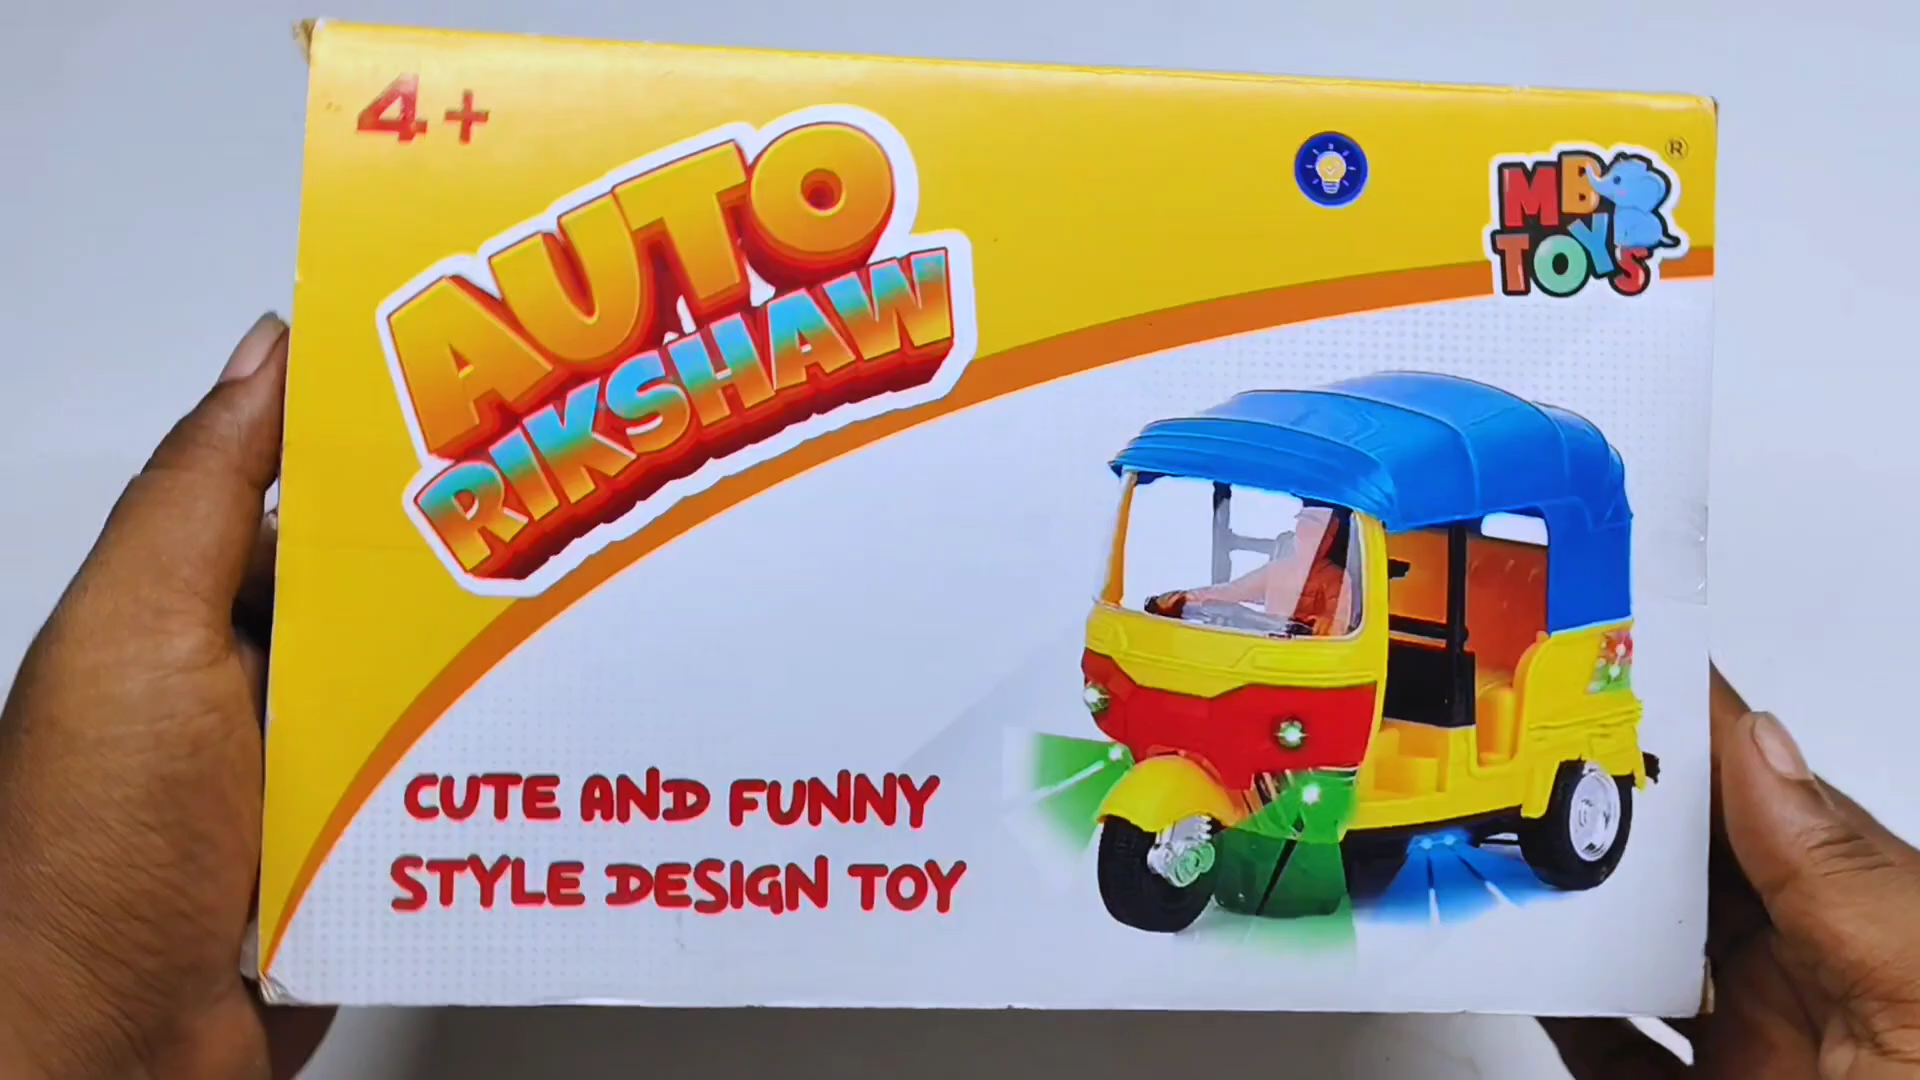 4+
AUTO
RIKSHAW
MB
TOYS
®
CUTE AND FUNNY
STYLE DESIGN TOY